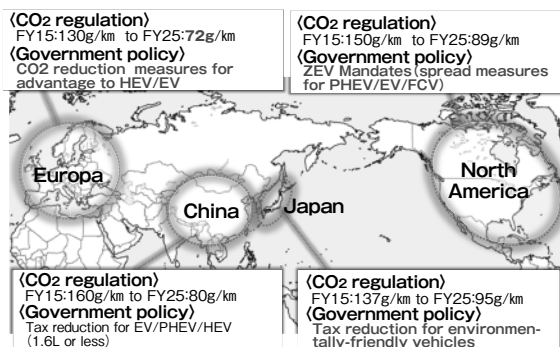 〈CO2 regulation〉
FY15:130g/㎞ to FY25:72g/㎞
〈Government policy〉
CO2 reduction measures for
advantage to HEV/EV
〈CO2 regulation〉
FY15:150g/㎞ to FY25:89g/㎞
〈Government policy〉
ZEV Mandates(spread measures
for PHEV/EV/FCV)
Europa
China
Japan
North
America
〈CO2 regulation〉
FY15:160g/㎞ to FY25:80g/㎞
〈Government policy〉
Tax reduction for EV/PHEV/HEV
(1.6L or less)
〈CO2 regulation〉
FY15:137g/㎞ to FY25:95g/㎞
〈Government policy〉
Tax reduction for environmen-
tally-friendly vehicles